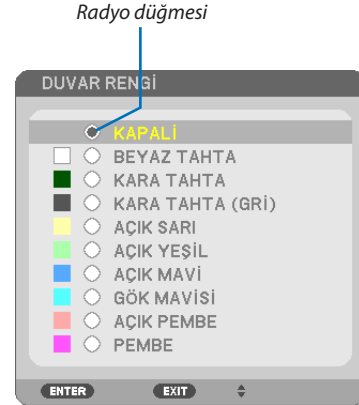 Radyo düğmesi
DUVAR RENGİ
KAPALI
BEYAZ TAHTA
KARA TAHTA
KARA TAHTA (GRİ)
AÇIK SARI
AÇIK YEŞİL
AÇIK MAVİ
GÖK MAVİSİ
AÇIK PEMBE
PEMBE
ENTER EXIT